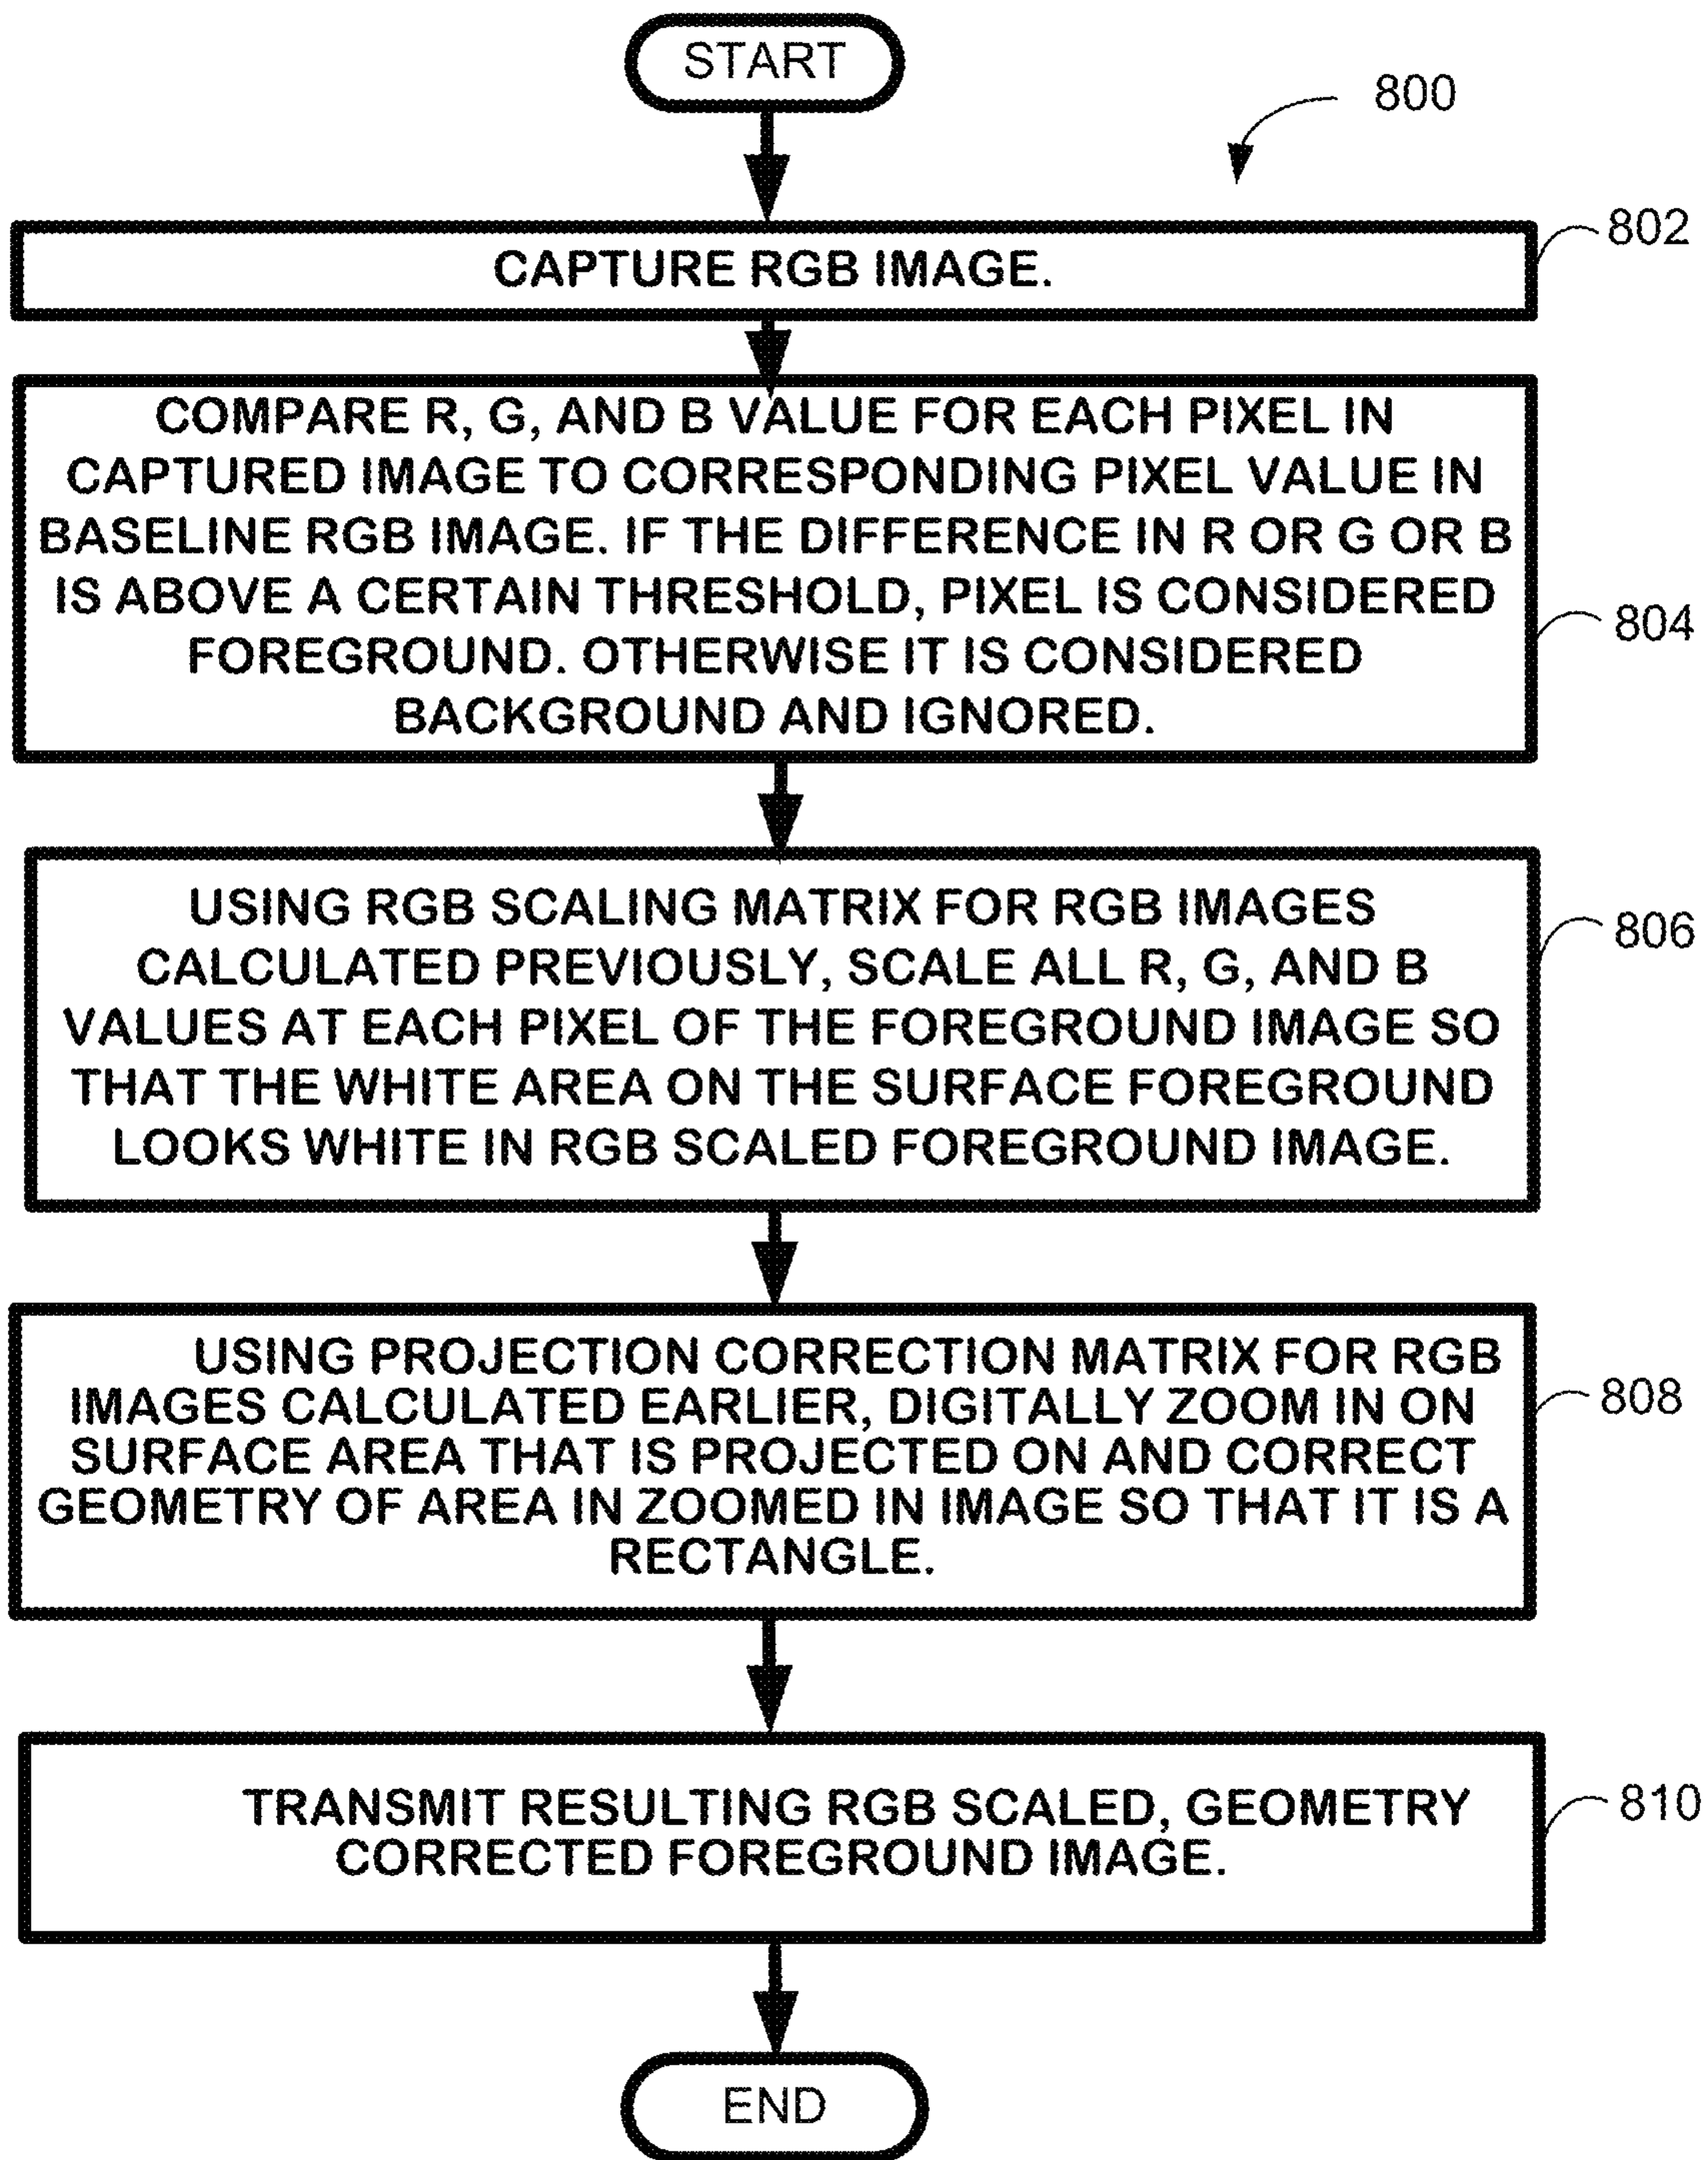 START
800
802
CAPTURE RGB IMAGE.
COMPARE R, G, AND B VALUE FOR EACH PIXEL IN
CAPTURED IMAGE TO CORRESPONDING PIXEL VALUE IN
BASELINE RGB IMAGE. IF THE DIFFERENCE IN R OR G OR B
IS ABOVE A CERTAIN THRESHOLD, PIXEL IS CONSIDERED
804
FOREGROUND. OTHERWISE IT IS CONSIDERED
BACKGROUND AND IGNORED.
USING RGB SCALING MATRIX FOR RGB IMAGES
806
CALCULATED PREVIOUSLY, SCALE ALL R, G, AND B
VALUES AT EACH PIXEL OF THE FOREGROUND IMAGE SO
THAT THE WHITE AREA ON THE SURFACE FOREGROUND
LOOKS WHITE IN RGB SCALED FOREGROUND IMAGE.
USING PROJECTION CORRECTION MATRIX FOR RGB
808
IMAGES CALCULATED EARLIER, DIGITALLY ZOOM IN ON
SURFACE AREA THAT IS PROJECTED ON AND CORRECT
GEOMETRY OF AREA IN ZOOMED IN IMAGE SO THAT IT IS A
RECTANGLE.
TRANSMIT RESULTING RGB SCALED, GEOMETRY
810
CORRECTED FOREGROUND IMAGE.
END